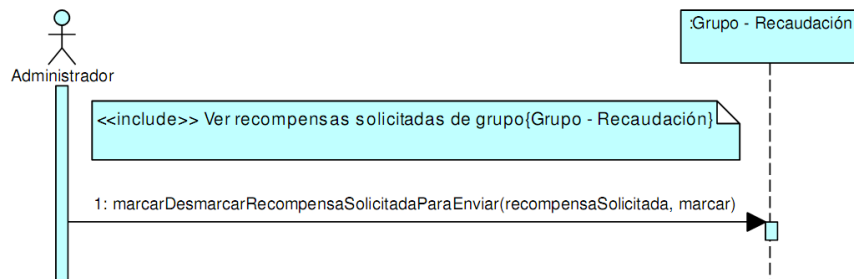 :Grupo - Recaudación
Administrador
<<include>> Ver recompensas solicitadas de grupo{Grupo - Recaudación}
1: marcarDesmarcarRecompensaSolicitadaParaEnviar(recompensaSolicitada, marcar)